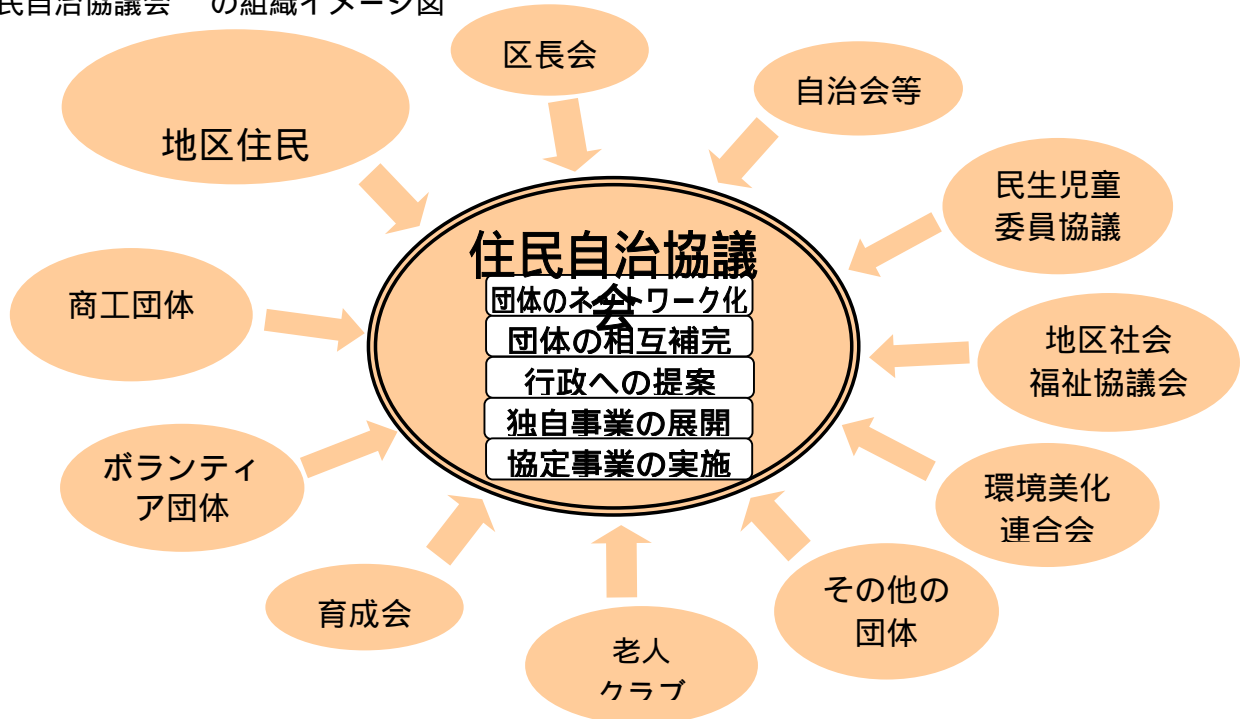 民自治協議会　の組織イメージ図
区長会
自治会等
地区住民
民生児童
委員協議
住民自治協議
会
団体のネットワーク化
団体の相互補完
行政への提案
独自事業の展開
協定事業の実施
商工団体
地区社会
福祉協議会
ボランティ
ア団体
環境美化
連合会
育成会
その他の
団体
老人
クラブ